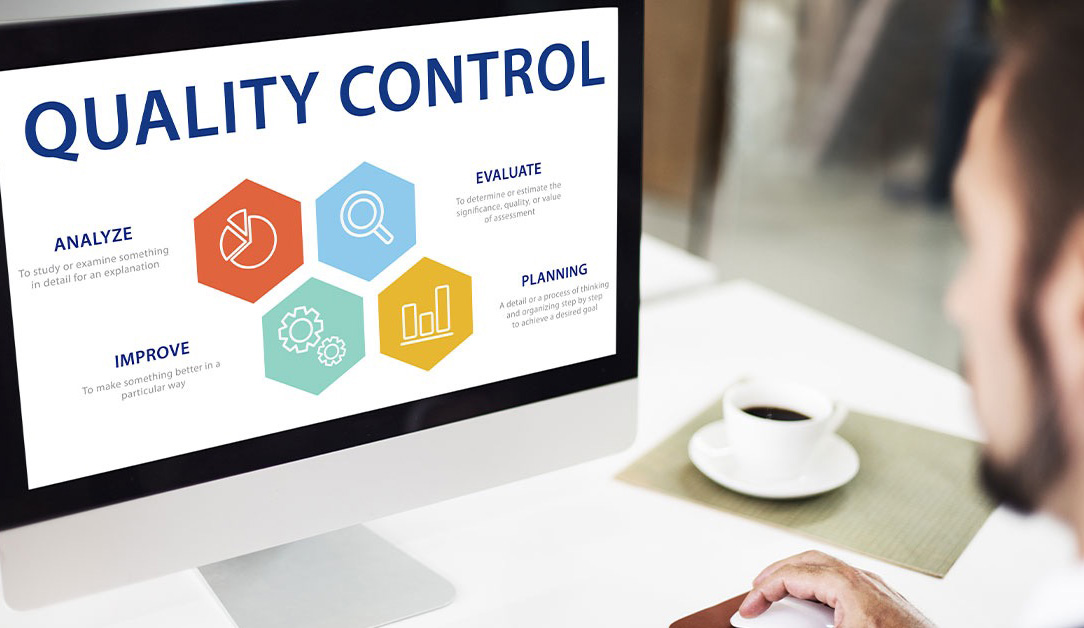 QUALITY CONTROL
ANALYZE
To study or examine something
in detail for an explanation
IMPROVE
To make something better in a
particular way
EVALUATE
To determine or estimate the
significance, quality, or value
of assessment
PLANNING
A detail or a process of thinking
and organizing step by step
to achieve a desired goal